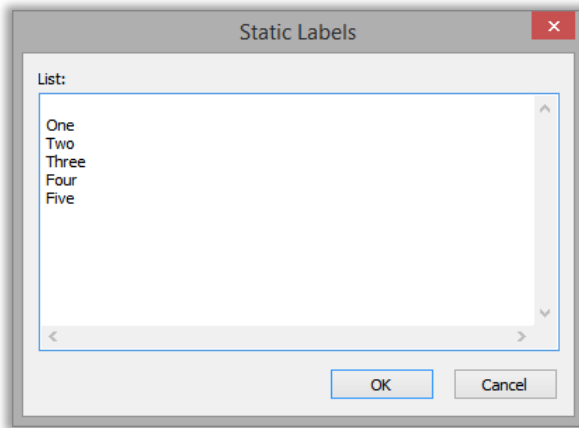 Static Labels
List:
One
Two
Three
Four
Five
OK
Cancel